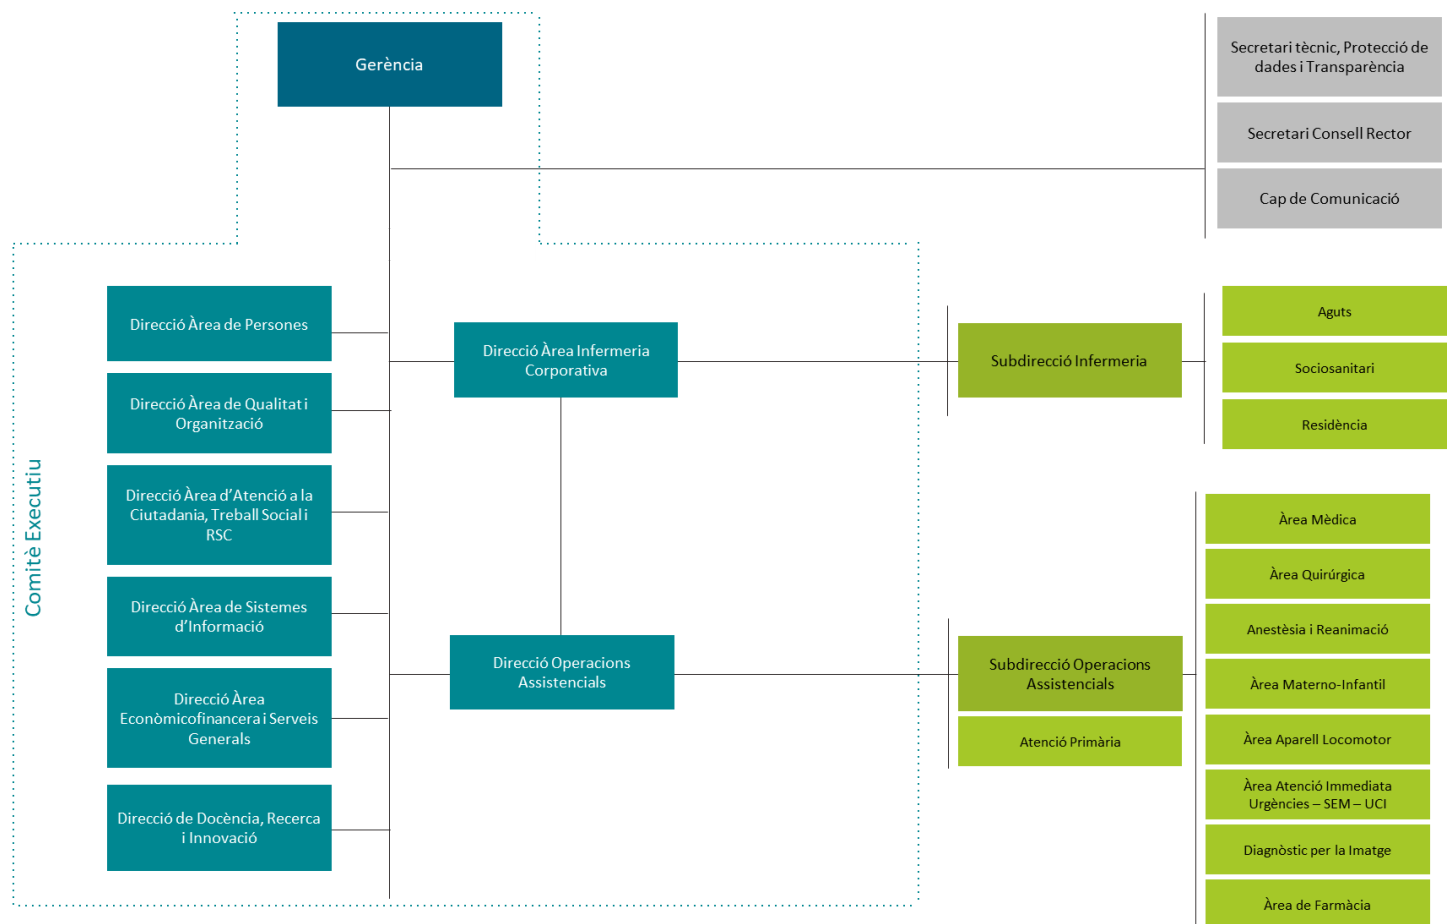 Gerència
Secretari tècnic, Protecció de
dades i Transparència
Secretari Consell Rector
Cap de Comunicació
Comitè Executiu
Direcció Àrea de Persones
Direcció Àrea de Qualitat i
Organització
Direcció Àrea d’Atenció a la
Ciutadania, Treball Social i
RSC
Direcció Àrea de Sistemes
d’Informació
Direcció Àrea
Econòmicofinancera i Serveis
Generals
Direcció de Docència, Recerca
i Innovació
Direcció Àrea Infermeria
Corporativa
Direcció Operacions
Assistencials
Subdirecció Infermeria
Aguts
Sociosanitari
Residència
Subdirecció Operacions
Assistencials
Atenció Primària
Àrea Mèdica
Àrea Quirúrgica
Anestèsia i Reanimació
Àrea Materno-Infantil
Àrea Aparell Locomotor
Àrea Atenció Immediata
Urgències – SEM – UCI
Diagnòstic per la Imatge
Àrea de Farmàcia